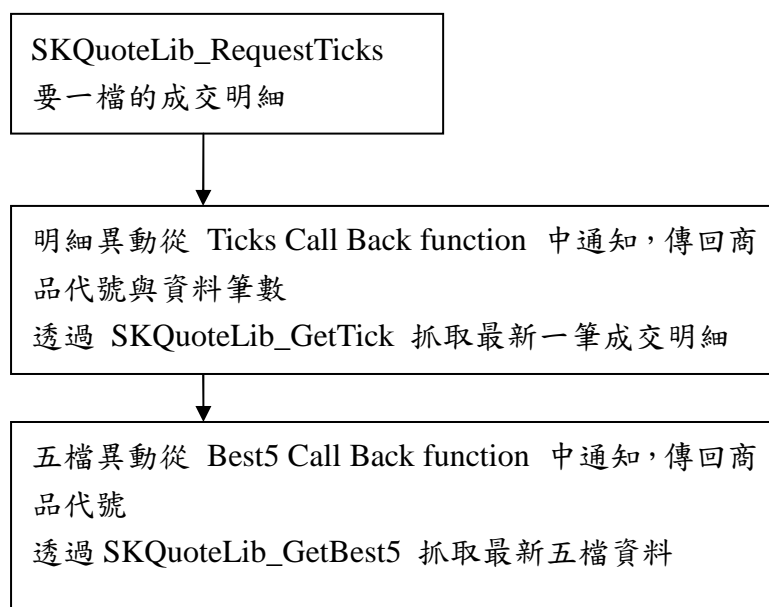 SKQuoteLib_RequestTicks
要一檔的成交明細
明細異動從 Ticks Call Back function 中通知，傳回商
品代號與資料筆數
透過 SKQuoteLib_GetTick 抓取最新一筆成交明細
五檔異動從 Best5 Call Back function 中通知，傳回商
品代號
透過 SKQuoteLib_GetBest5 抓取最新五檔資料